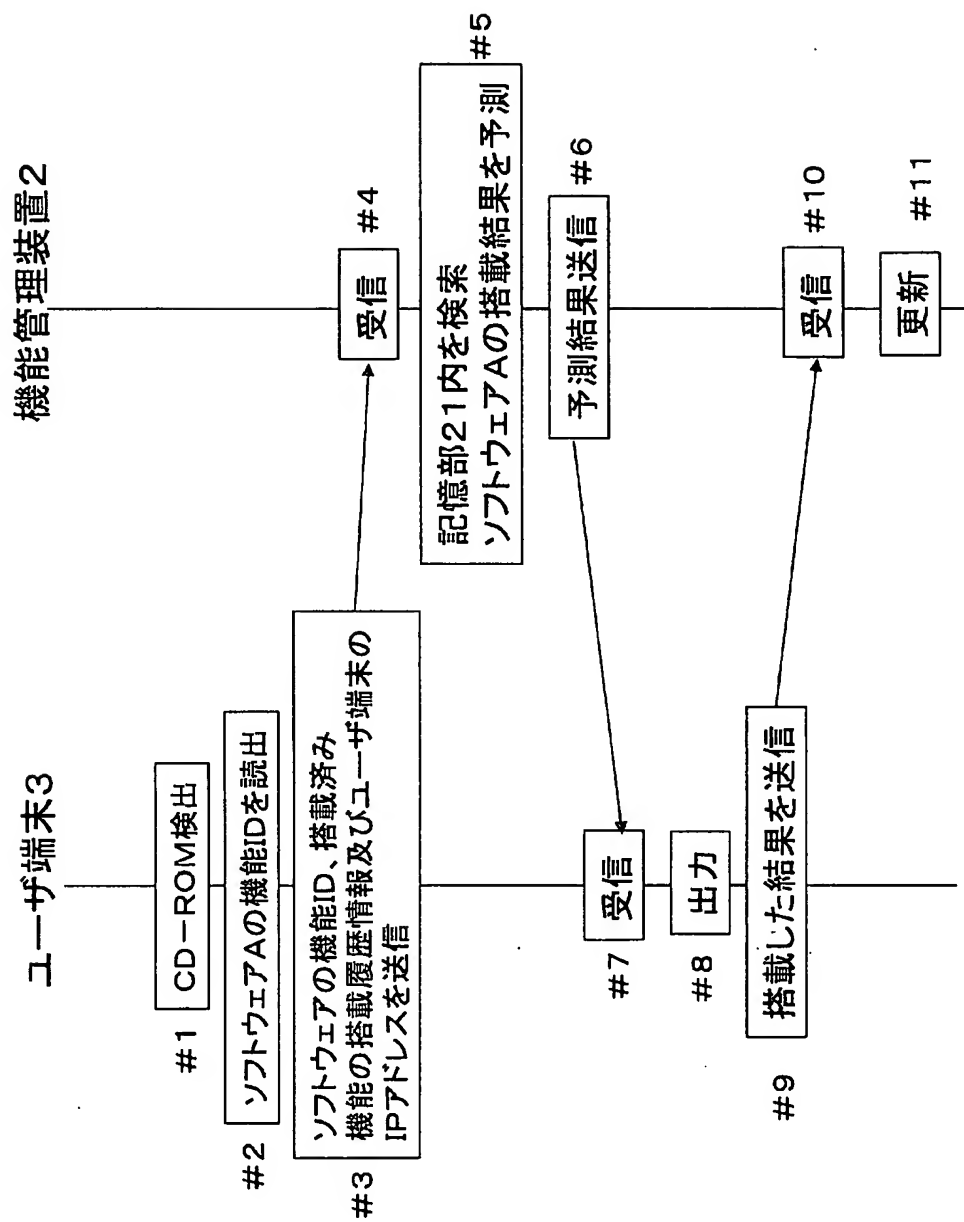 ユーザ端末3
機能管理装置2
#1
CD-ROM検出
#2
ソフトウェアAの機能IDを読出
#3
ソフトウェアの機能ID、搭載済み
機能の搭載履歴情報及びユーザ端末の
IPアドレスを送信
受信
#4
記憶部21内を検索
ソフトウェアAの搭載結果を予測
#5
予測結果送信
#6
#7
受信
#8
出力
#9
搭載した結果を送信
受信
#10
更新
#11